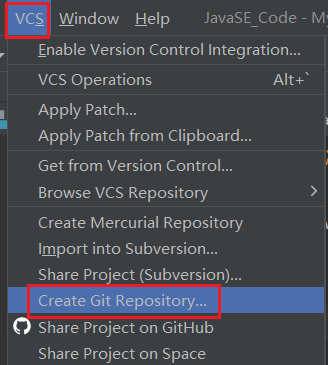 VCS Window Help JavaSE_Code - My
Enable Version Control Integration...
VCS Operations Alt+`
Apply Patch...
Apply Patch from Clipboard...
Get from Version Control...
Browse VCS Repository
Create Mercurial Repository
Import into Subversion...
Share Project (Subversion)...
Create Git Repository...
Share Project on GitHub
Share Project on Space